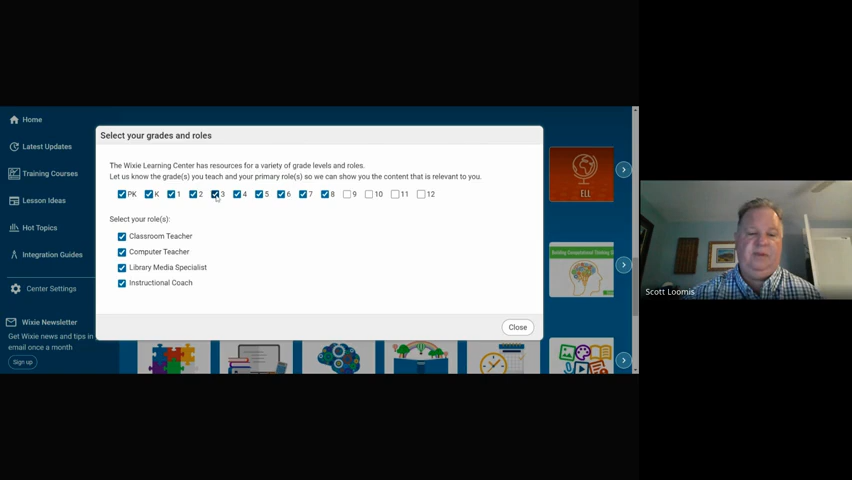 Home
Latest Updates
Training Courses
Lesson Ideas
Hot Topics
Integration Guides
Center Settings
Wixie Newsletter
Get Wixie news and tips in
email once a month
Sign up
Select your grades and roles
The Wixie Learning Center has resources for a variety of grade levels and roles.
Let us know the grade(s) you teach and your primary role(s) so we can show you the content that is relevant to you.
PK K 1 2 3 4 5 6 7 8 9 10 11 12
Select your role(s):
Classroom Teacher
Computer Teacher
Library Media Specialist
Instructional Coach
Close
ELL
Building Computational Thinking
Scott Loomis